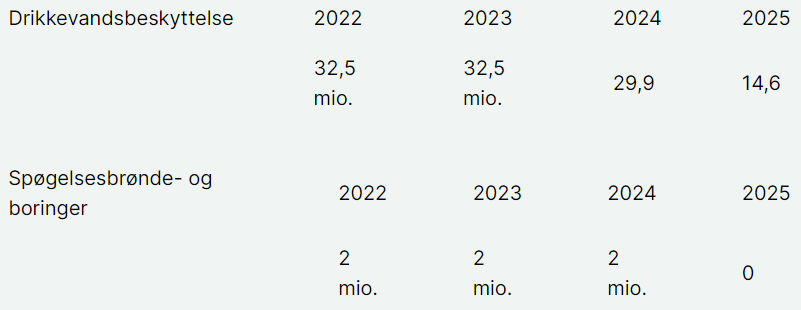 Drikkevandsbeskyttelse 2022 2023 2024 2025
32,5 32,5
mio. mio. 29,9 14,6
Spøgelsesbrønde- og
boringer 2022 2023 2024 2025
2 2 2
mio. mio. mio. 0